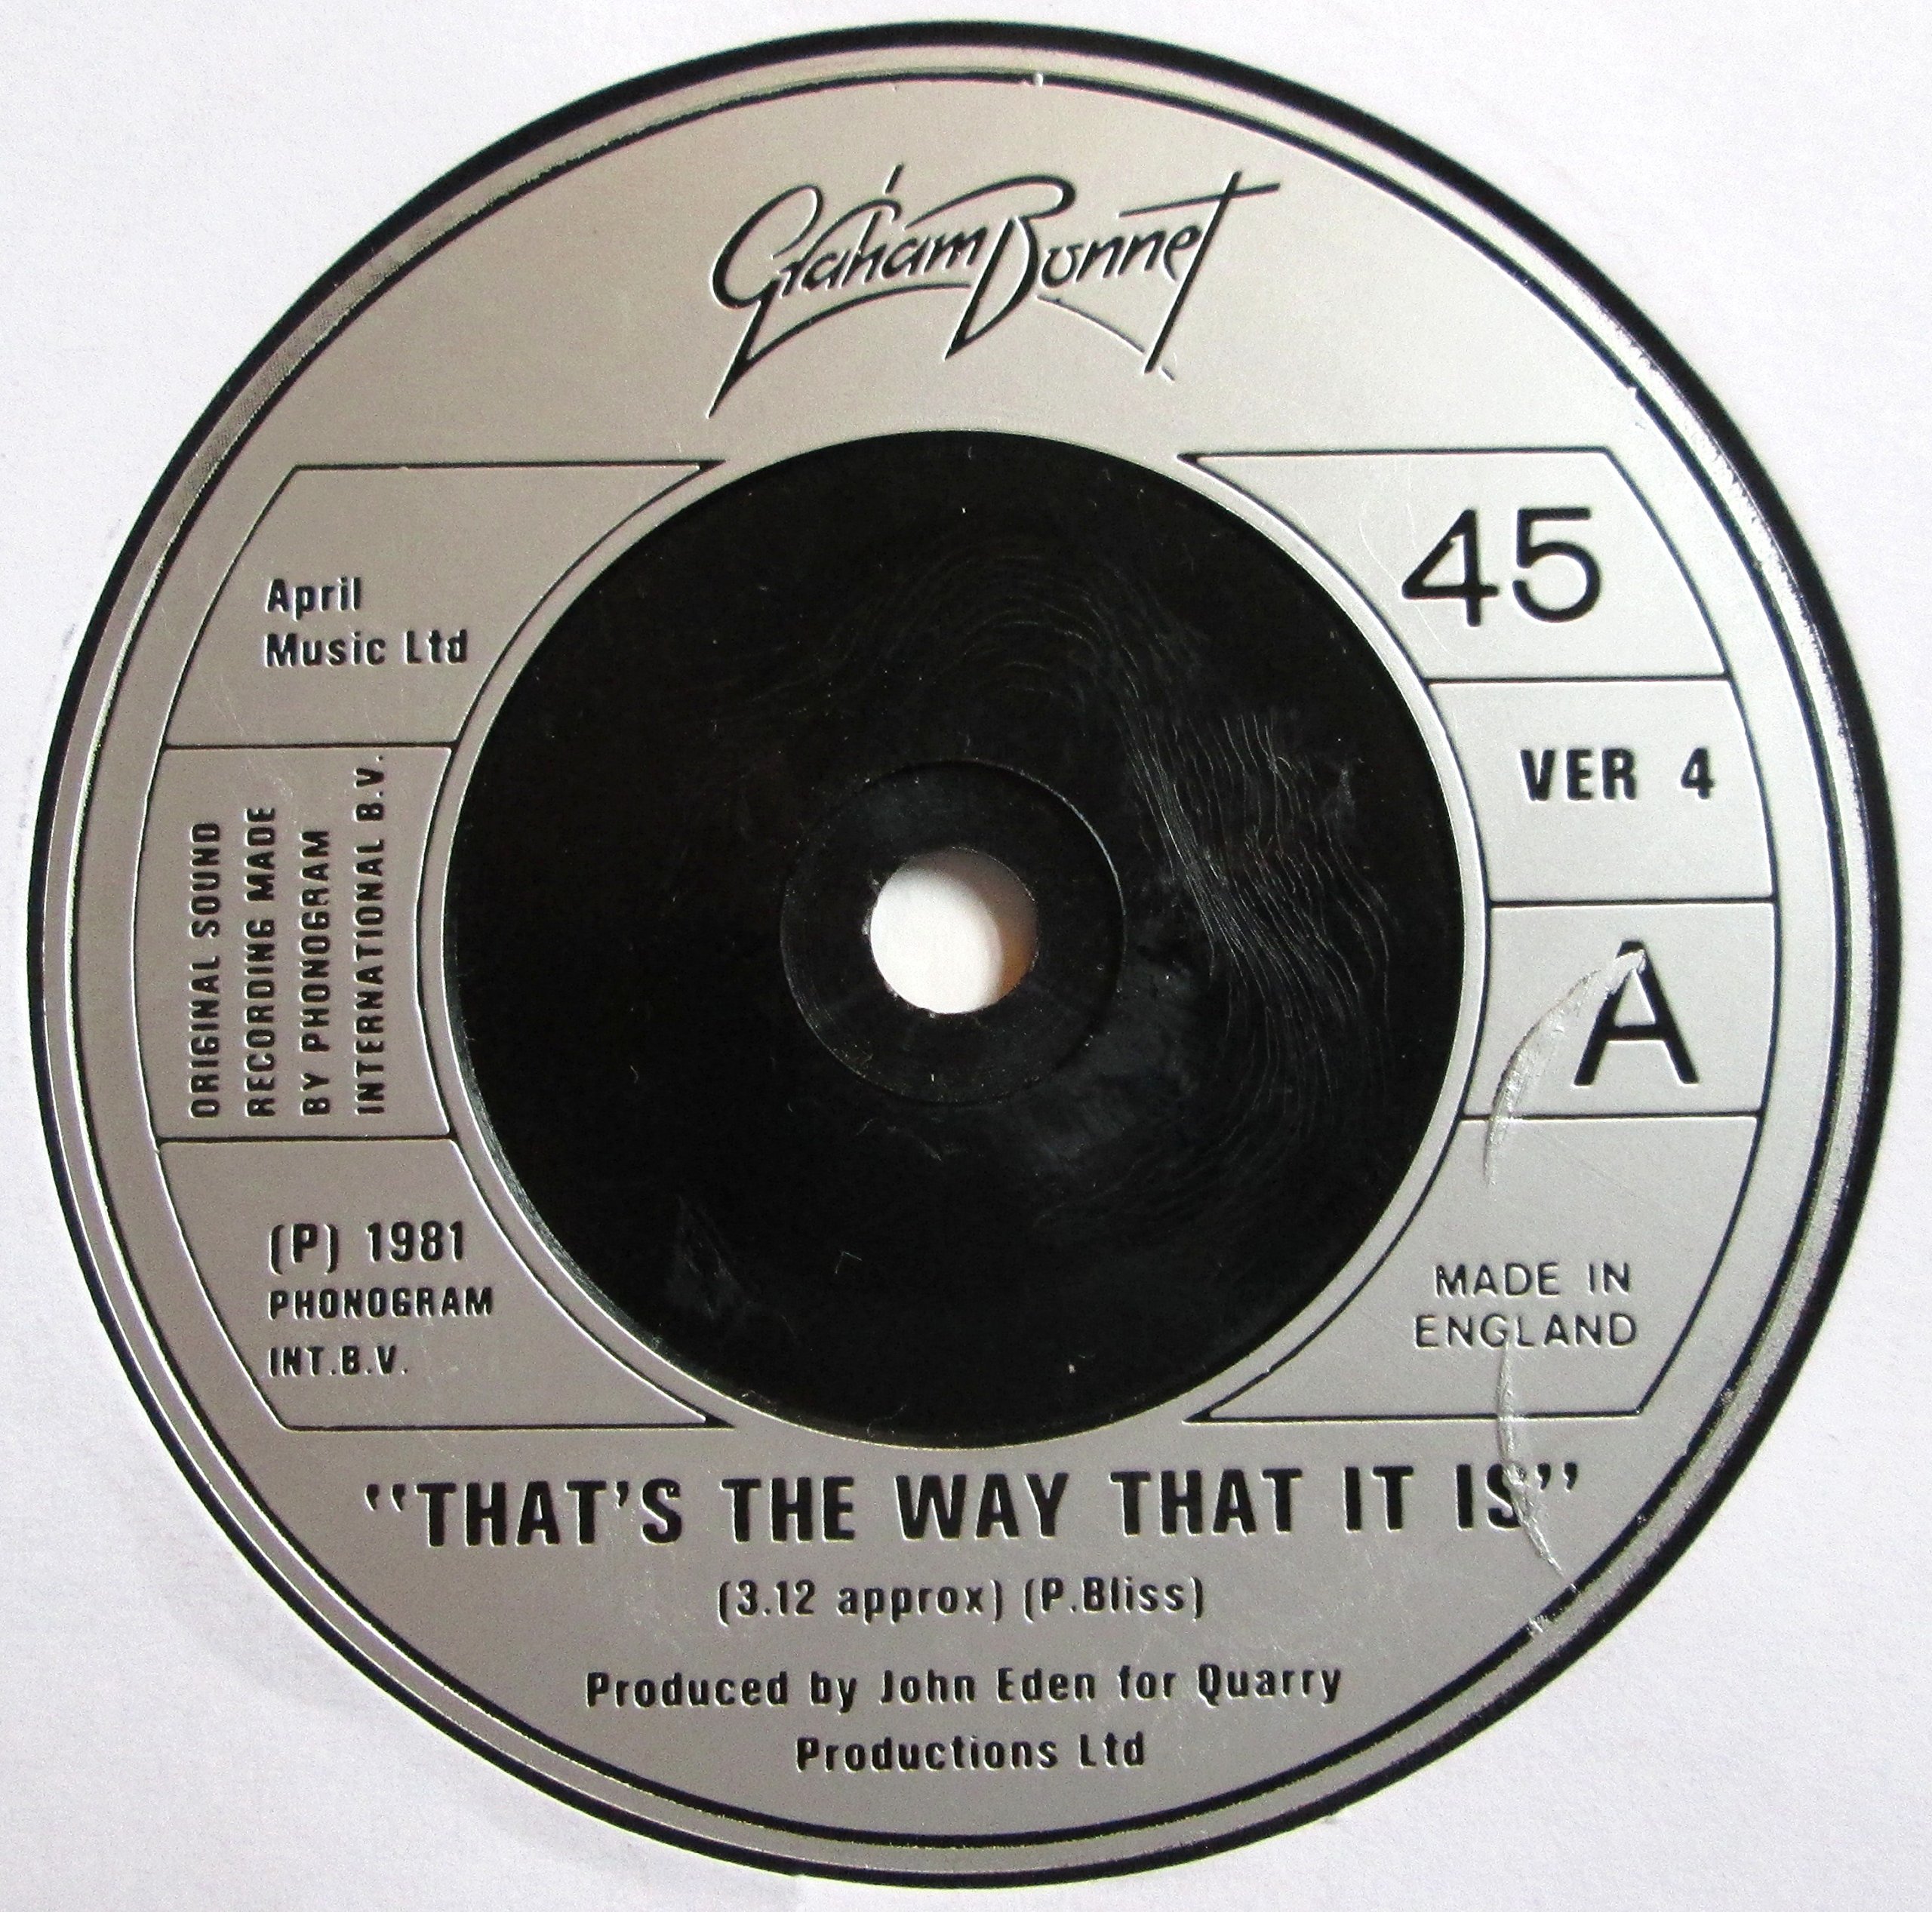 Graham Bonnet
April
Music Ltd
ORIGINAL SOUND
RECORDING MADE
BY PHONOGRAM
INTERNATIONAL B.V.
(P) 1981
PHONOGRAM
INT.B.V.
45
VER 4
A
MADE IN
ENGLAND
"THAT'S THE WAY THAT IT IS"
(3.12 approx) (P.Bliss)
Produced by John Eden for Quarry
Productions Ltd